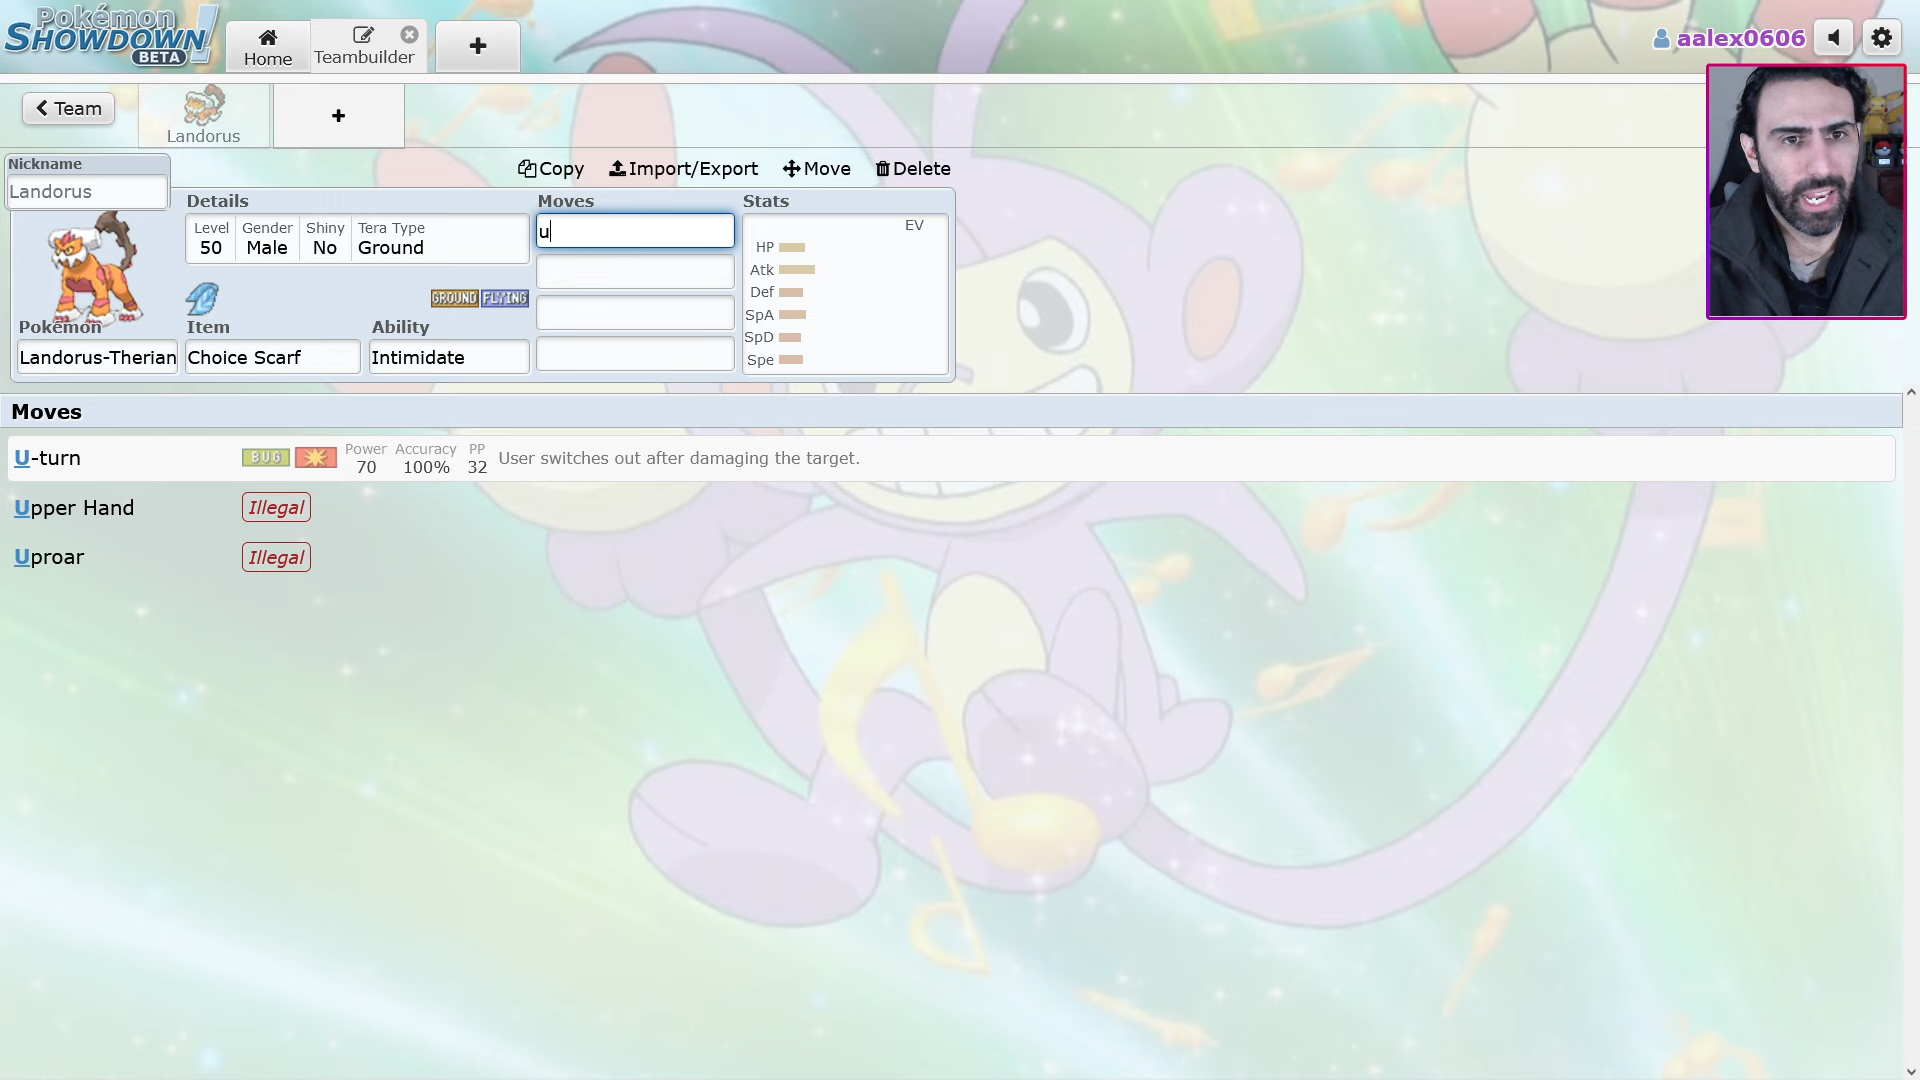 Pokémon
SHOWDOWN!
BETA
Home
Teambuilder
+
aalex0606
Team
Landorus
+
Nickname
Landorus
Copy
Import/Export
Move
Delete
Details
Level
50
Gender
Male
Shiny
No
Tera Type
Ground
GROUND FLYING
Pokémon
Landorus-Therian
Item
Choice Scarf
Ability
Intimidate
Moves
u
Stats
EV
HP
Atk
Def
SpA
SpD
Spe
Moves
U-turn BUG Power 70 Accuracy 100% PP 32 User switches out after damaging the target.
Upper Hand Illegal
Uproar Illegal